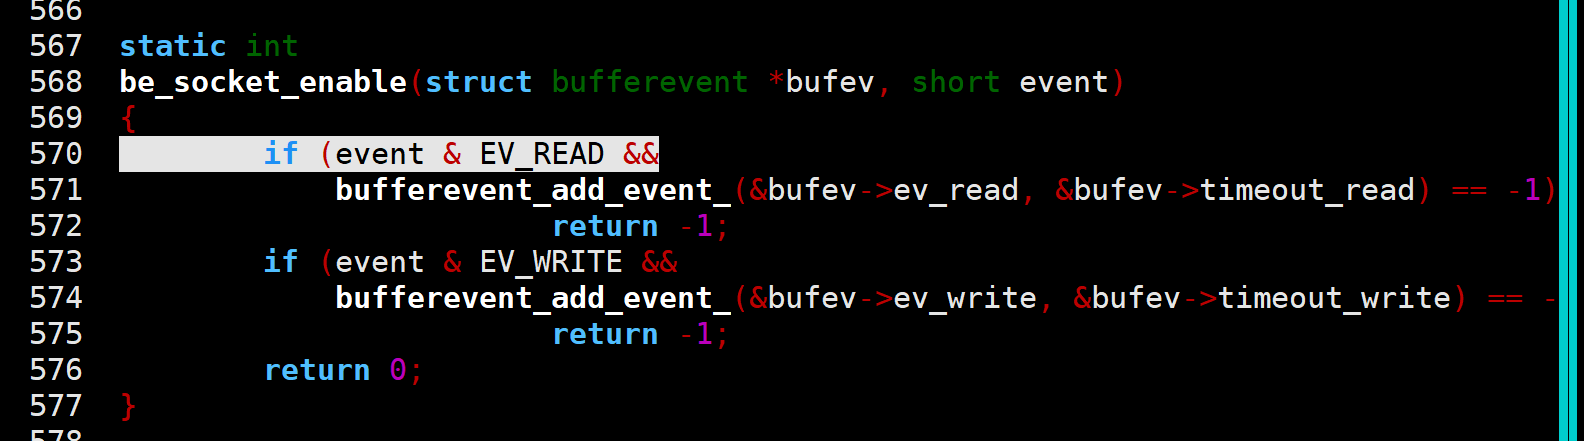 566
567 static int
568 be_socket_enable(struct bufferevent *bufev, short event)
569 {
570 if (event & EV_READ &&
571 bufferevent_add_event_(&bufev->ev_read, &bufev->timeout_read) == -1)
572 return -1;
573 if (event & EV_WRITE &&
574 bufferevent_add_event_(&bufev->ev_write, &bufev->timeout_write) == -
575 return -1;
576 return 0;
577 }
578